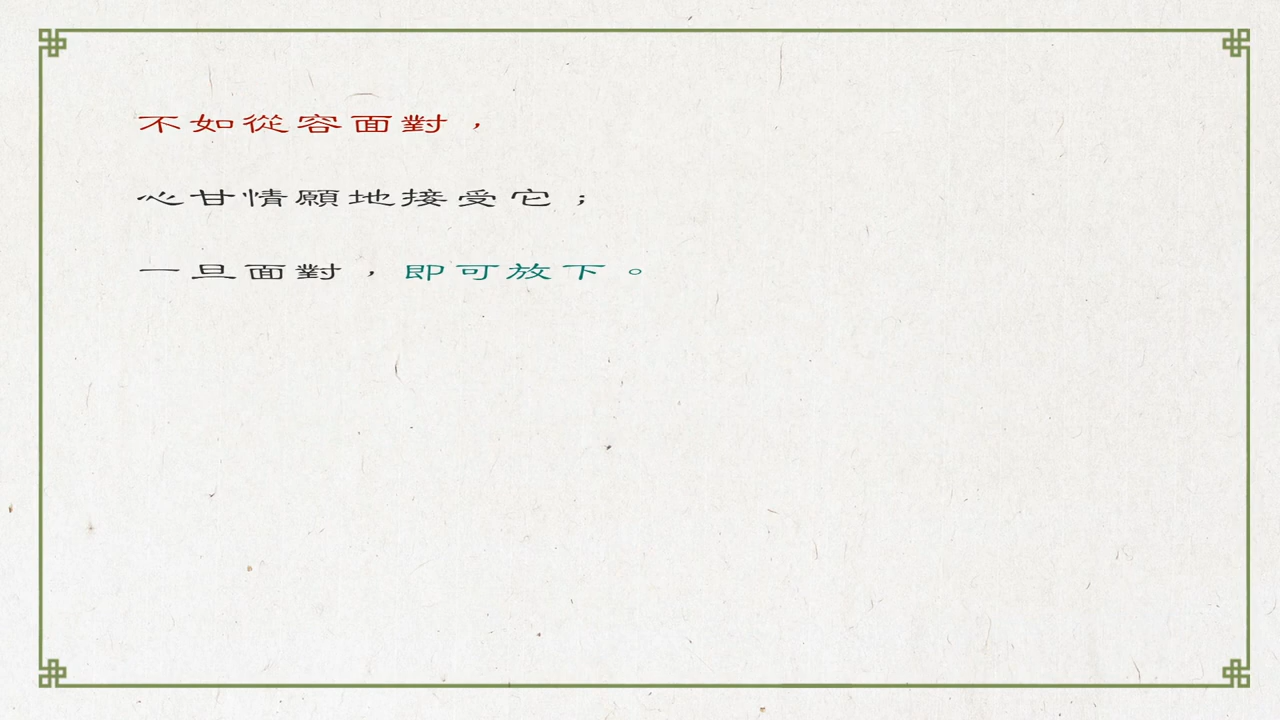 不如從容面對，
心甘情願地接受它；
一旦面對，即可放下。